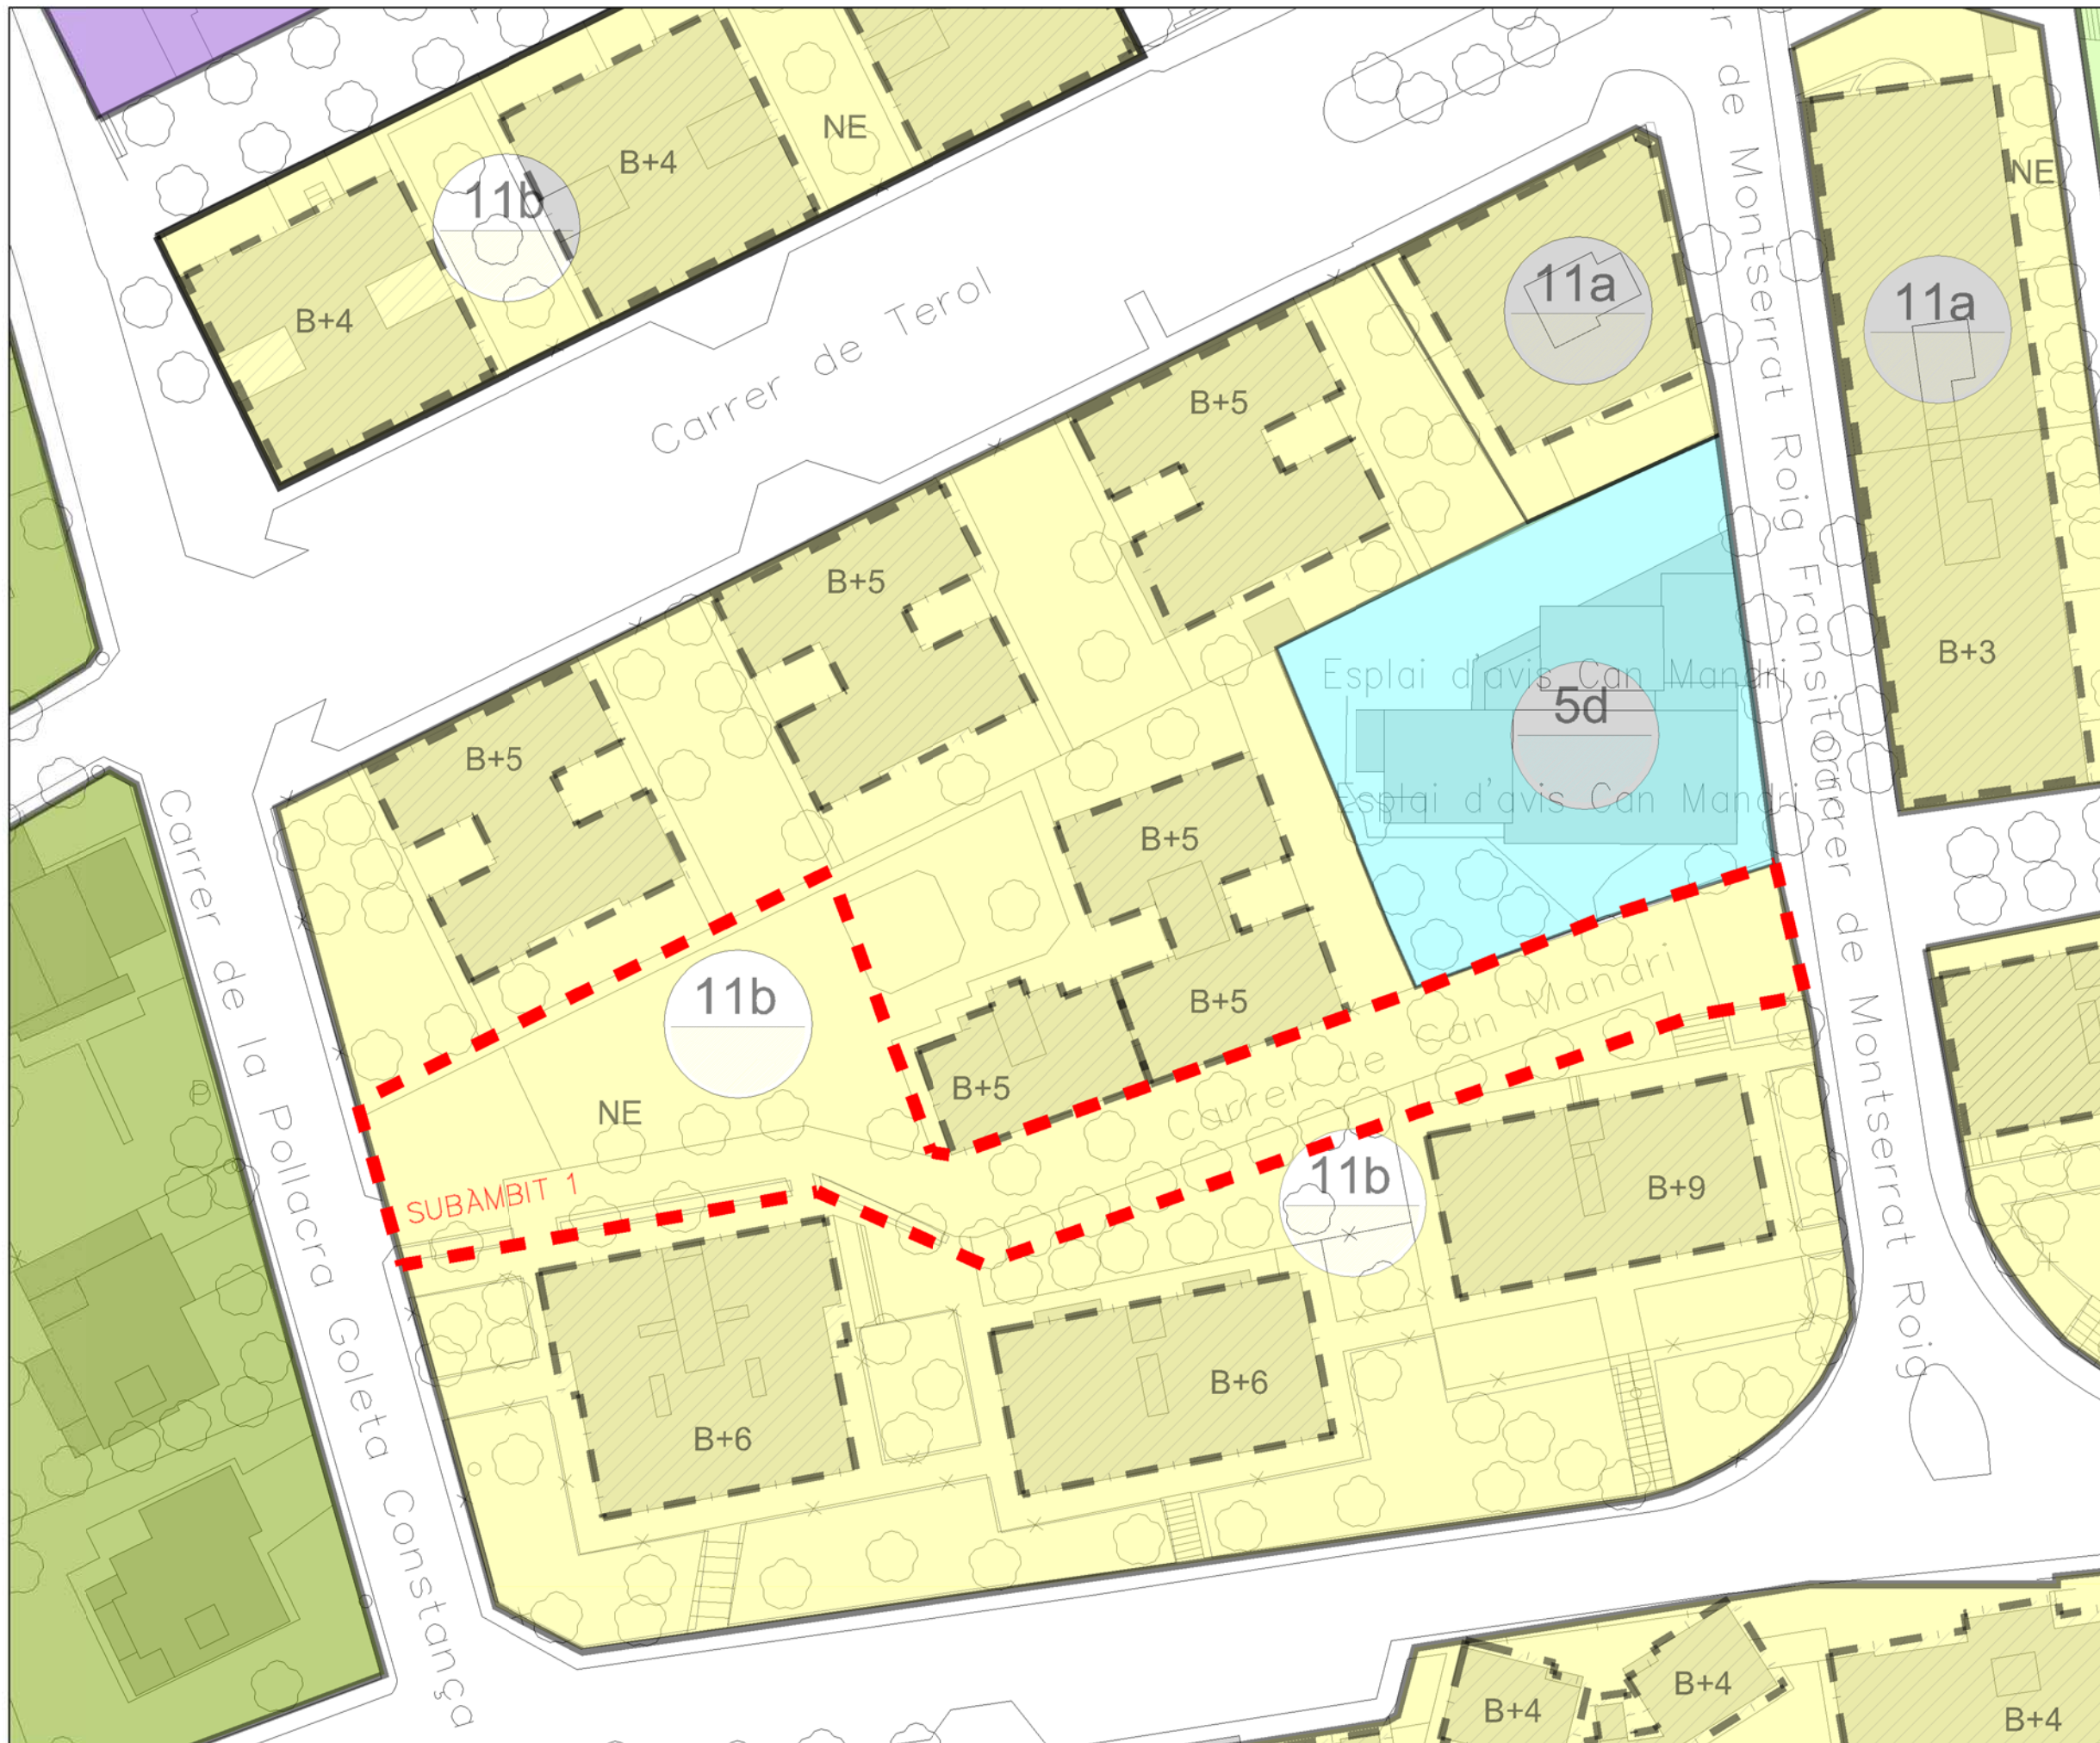 11b
B+4
NE
B+4
Carrer de Terol
11a
NE
11a
B+5
B+5
B+5
de Montserrat Roig Fransitorer
B+3
Esplai d'avis Can Mandri
5d
Esplai d'avis Can Mandri
B+5
B+5
B+5
11b
NE
SUBÀMBIT 1
Carrer de Can Mandri
11b
B+9
B+6
B+6
Carrer de la Pollacra Goleta Constança
Carrer de Montserrat Roig
B+4
B+4
B+4